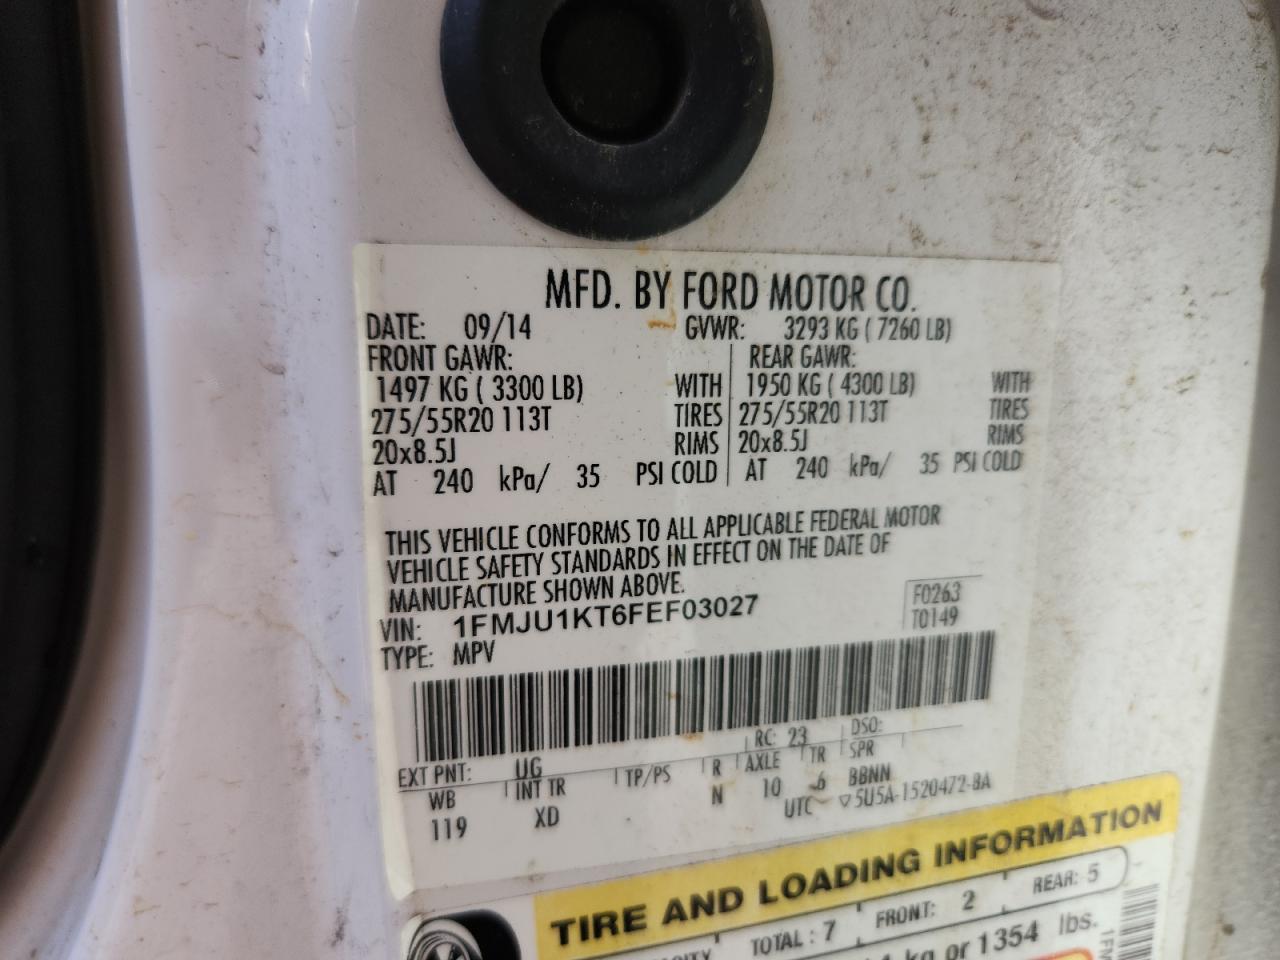 MFD. BY FORD MOTOR CO.
DATE: 09/14 GVWR: 3293 KG ( 7260 LB)
FRONT GAWR: REAR GAWR:
1497 KG ( 3300 LB) WITH 1950 KG ( 4300 LB) WITH
275/55R20 113T TIRES 275/55R20 113T TIRES
20x8.5J RIMS 20x8.5J RIMS
AT 240 kPa/ 35 PSI COLD AT 240 kPa/ 35 PSI COLD
THIS VEHICLE CONFORMS TO ALL APPLICABLE FEDERAL MOTOR
VEHICLE SAFETY STANDARDS IN EFFECT ON THE DATE OF
MANUFACTURE SHOWN ABOVE.
F0263
VIN: 1FMJU1KT6FEF03027
T0149
TYPE: MPV
RC: 23 DSO:
EXT PNT: UG
WB INT TR TP/PS R AXLE TR SPR
119 XD N 10 6 BBNN
UTC ▽5U5A-1520472-BA
TIRE AND LOADING INFORMATION
TOTAL : 7 FRONT: 2 REAR: 5
kg or 1354 lbs.